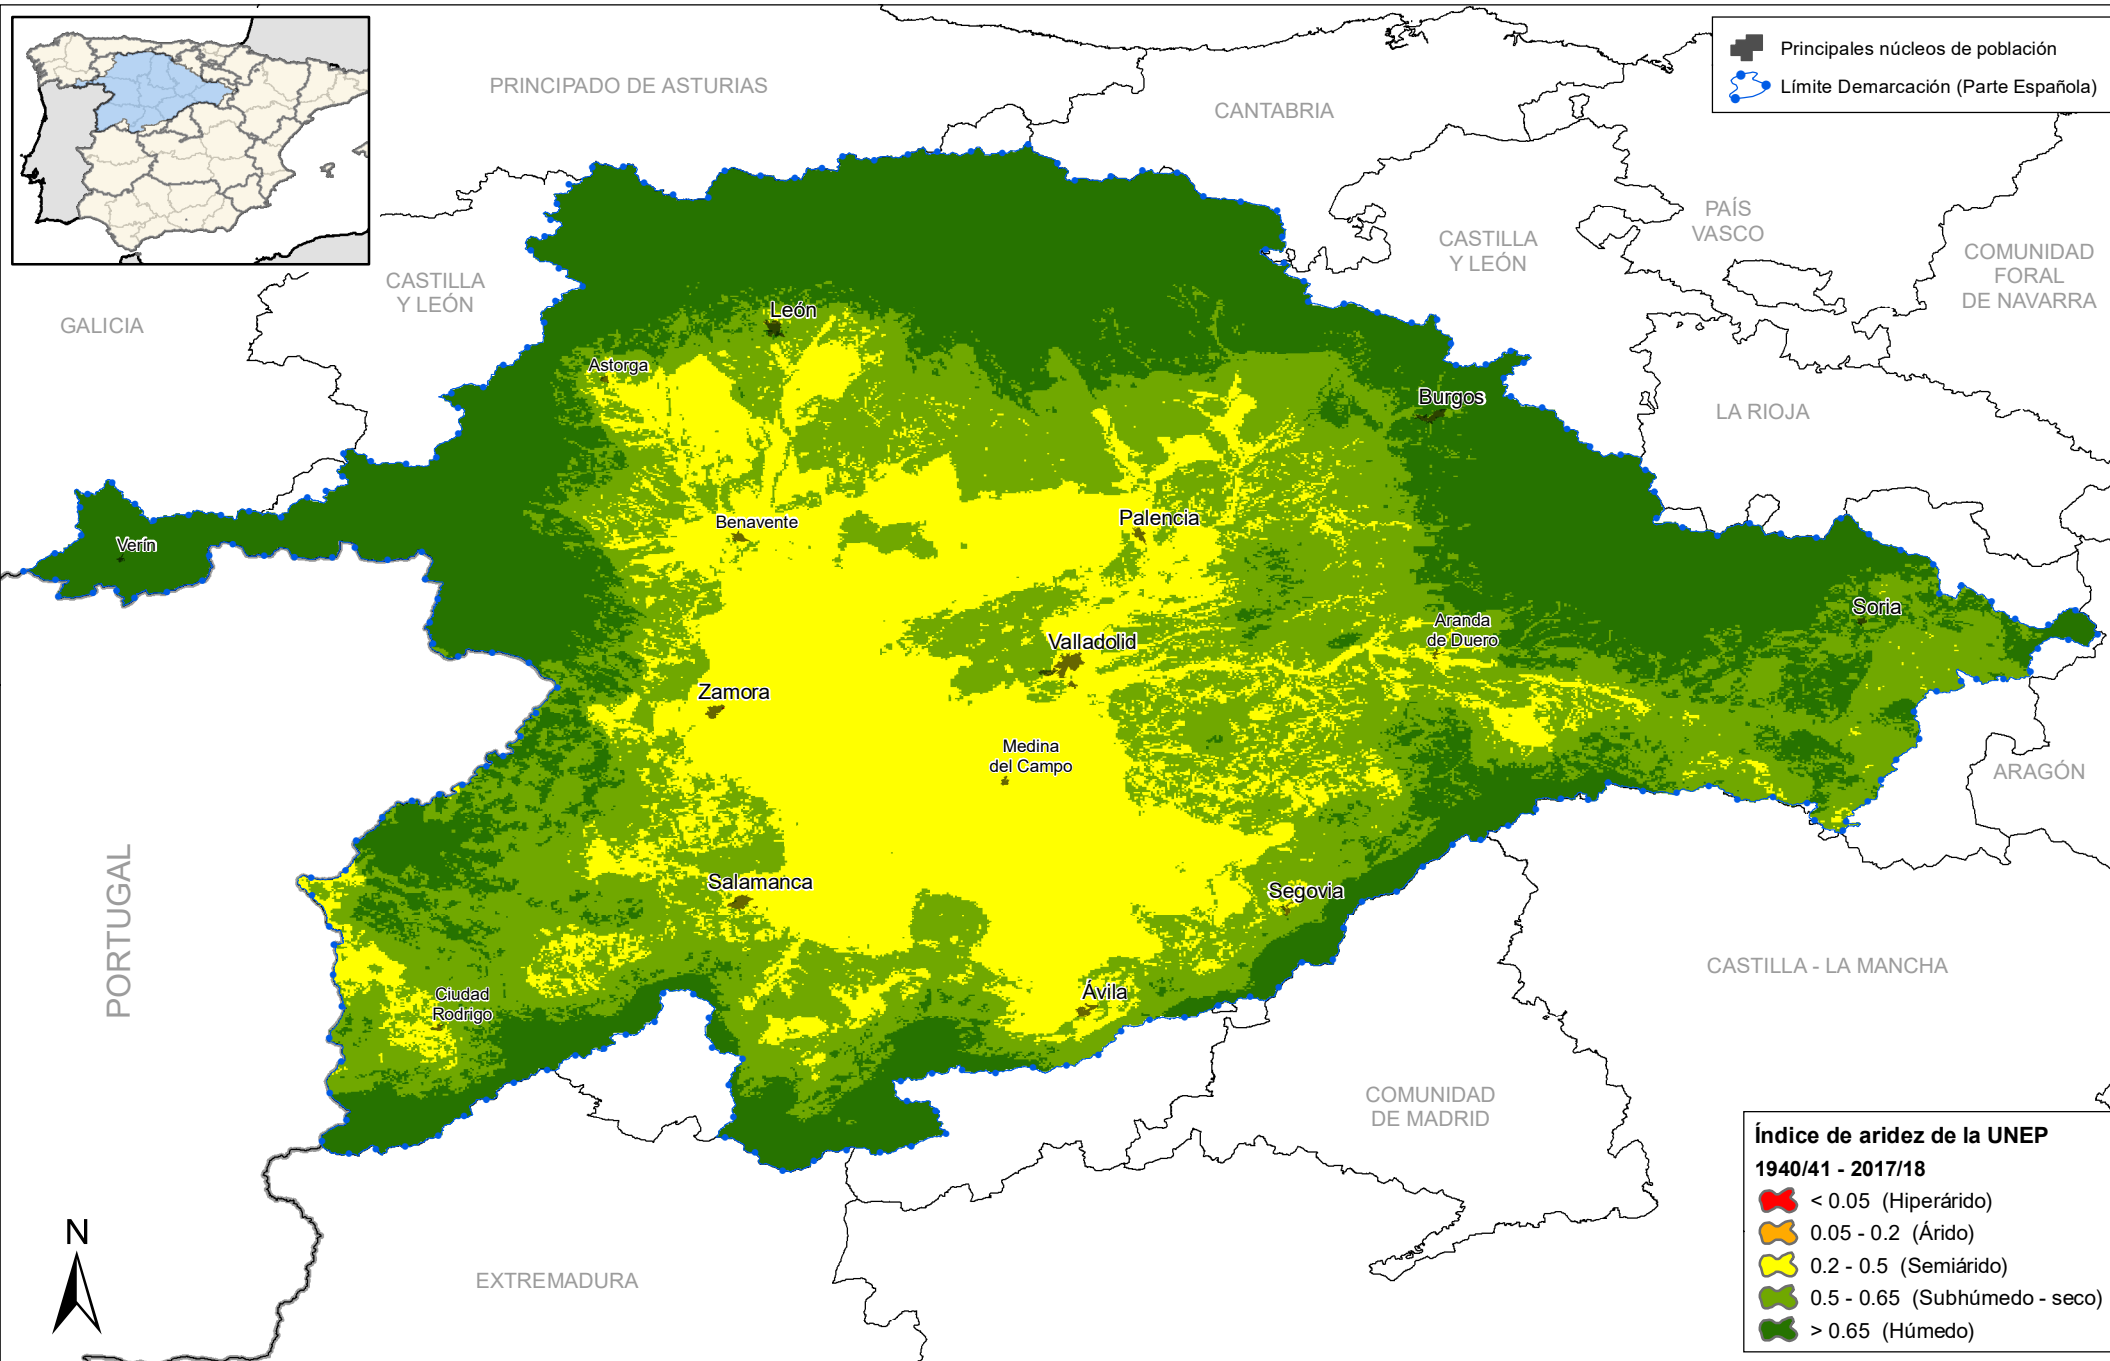 Principales núcleos de población
Límite Demarcación (Parte Española)
PRINCIPADO DE ASTURIAS
CANTABRIA
PAÍS
VASCO
CASTILLA
Y LEÓN
COMUNIDAD
FORAL
DE NAVARRA
CASTILLA
Y LEÓN
GALICIA
León
Astorga
Burgos
LA RIOJA
Benavente
Palencia
Verín
Soria
Aranda
de Duero
Valladolid
Zamora
Medina
del Campo
ARAGÓN
PORTUGAL
Salamanca
Segovia
CASTILLA - LA MANCHA
Ciudad
Rodrigo
Ávila
COMUNIDAD
DE MADRID
EXTREMADURA
N
Índice de aridez de la UNEP
1940/41 - 2017/18
< 0.05 (Hiperárido)
0.05 - 0.2 (Árido)
0.2 - 0.5 (Semiárido)
0.5 - 0.65 (Subhúmedo - seco)
> 0.65 (Húmedo)